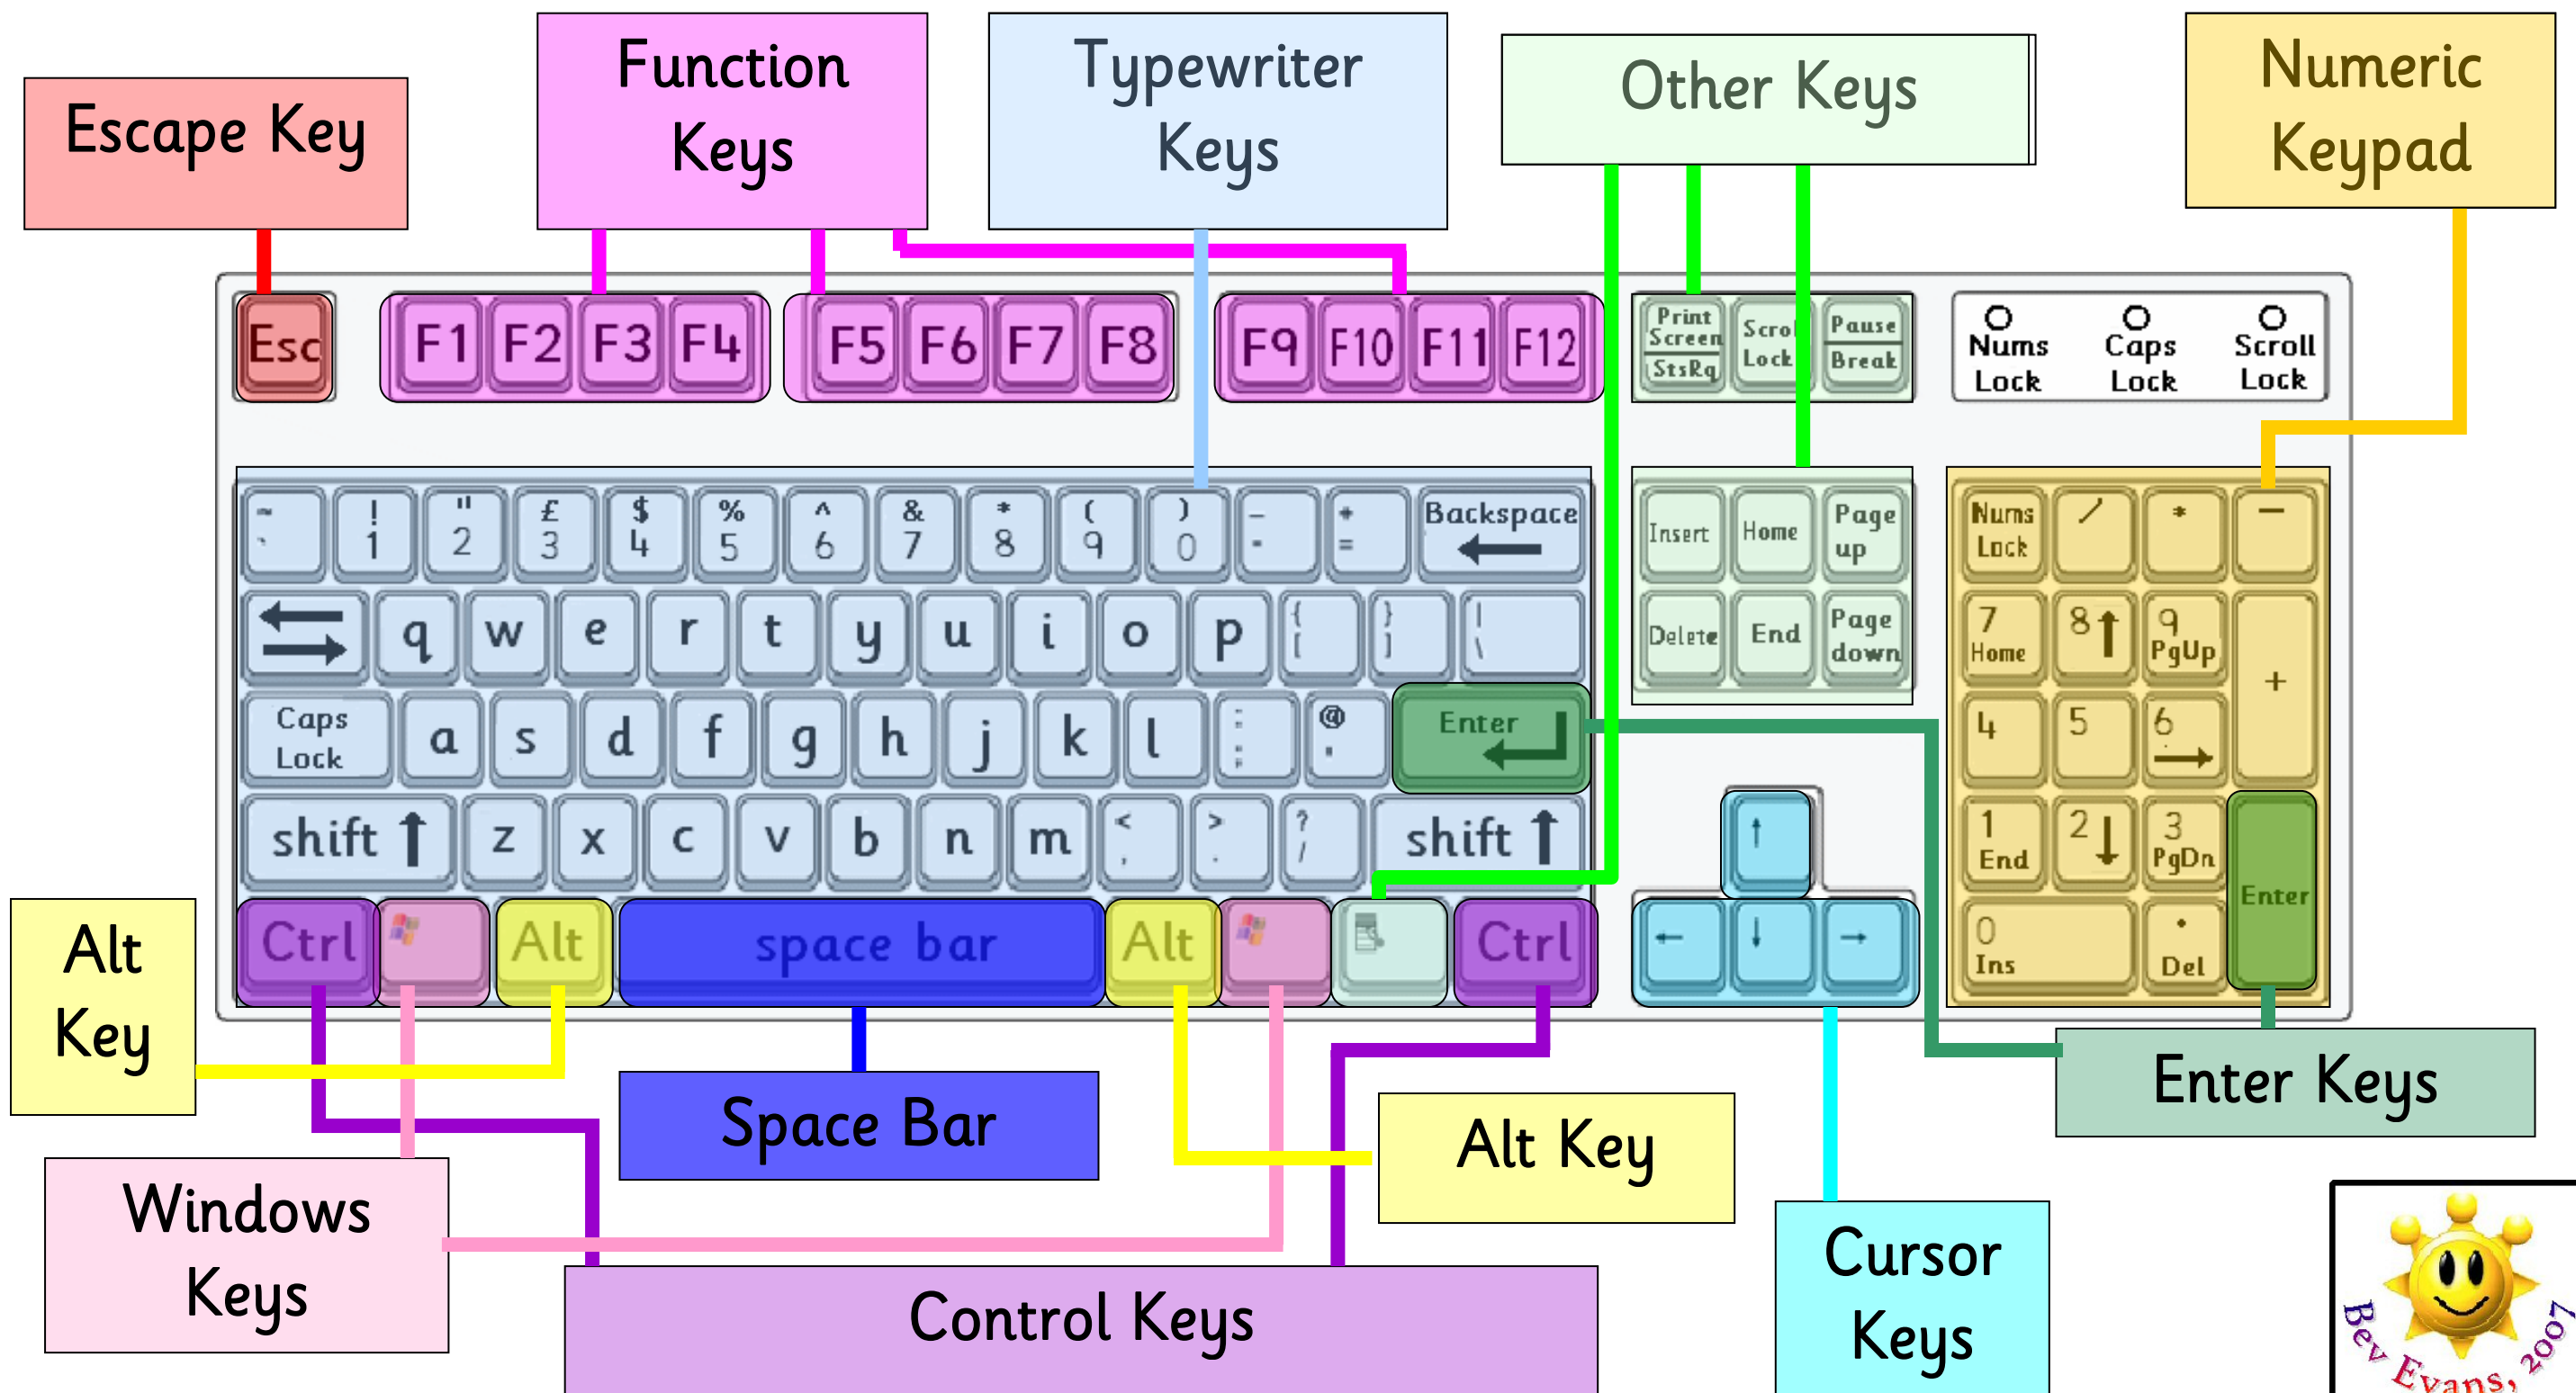 Escape Key
Function
Keys
Typewriter
Keys
Other Keys
Numeric
Keypad
Esc
F1 F2 F3 F4
F5 F6 F7 F8
F9 F10 F11 F12
Print
Screen
StsRq
Scrol
Lock
Pause
Break
Nums
Lock
Caps
Lock
Scroll
Lock
~
`
!
1
"
2
£
3
$
4
%
5
^
6
&
7
*
8
(
9
)
0
_
-
+
=
Backspace
Insert
Home
Page
up
Nums
Lock
/
*
-
q w e r t y u i o p
{
[
}
]
|
\
Delete
End
Page
down
7
Home
8
9
PgUp
+
Caps
Lock
a s d f g h j k l
:
;
@
'
Enter
4 5 6
shift
z x c v b n m
<
,
>
.
?
/
shift
↑
1
End
2
3
PgDn
Enter
Ctrl
Alt
space bar
Alt
Ctrl
← ↓ →
0
Ins
.
Del
Alt
Key
Space Bar
Alt Key
Enter Keys
Windows
Keys
Control Keys
Cursor
Keys
Bev Evans, 2007